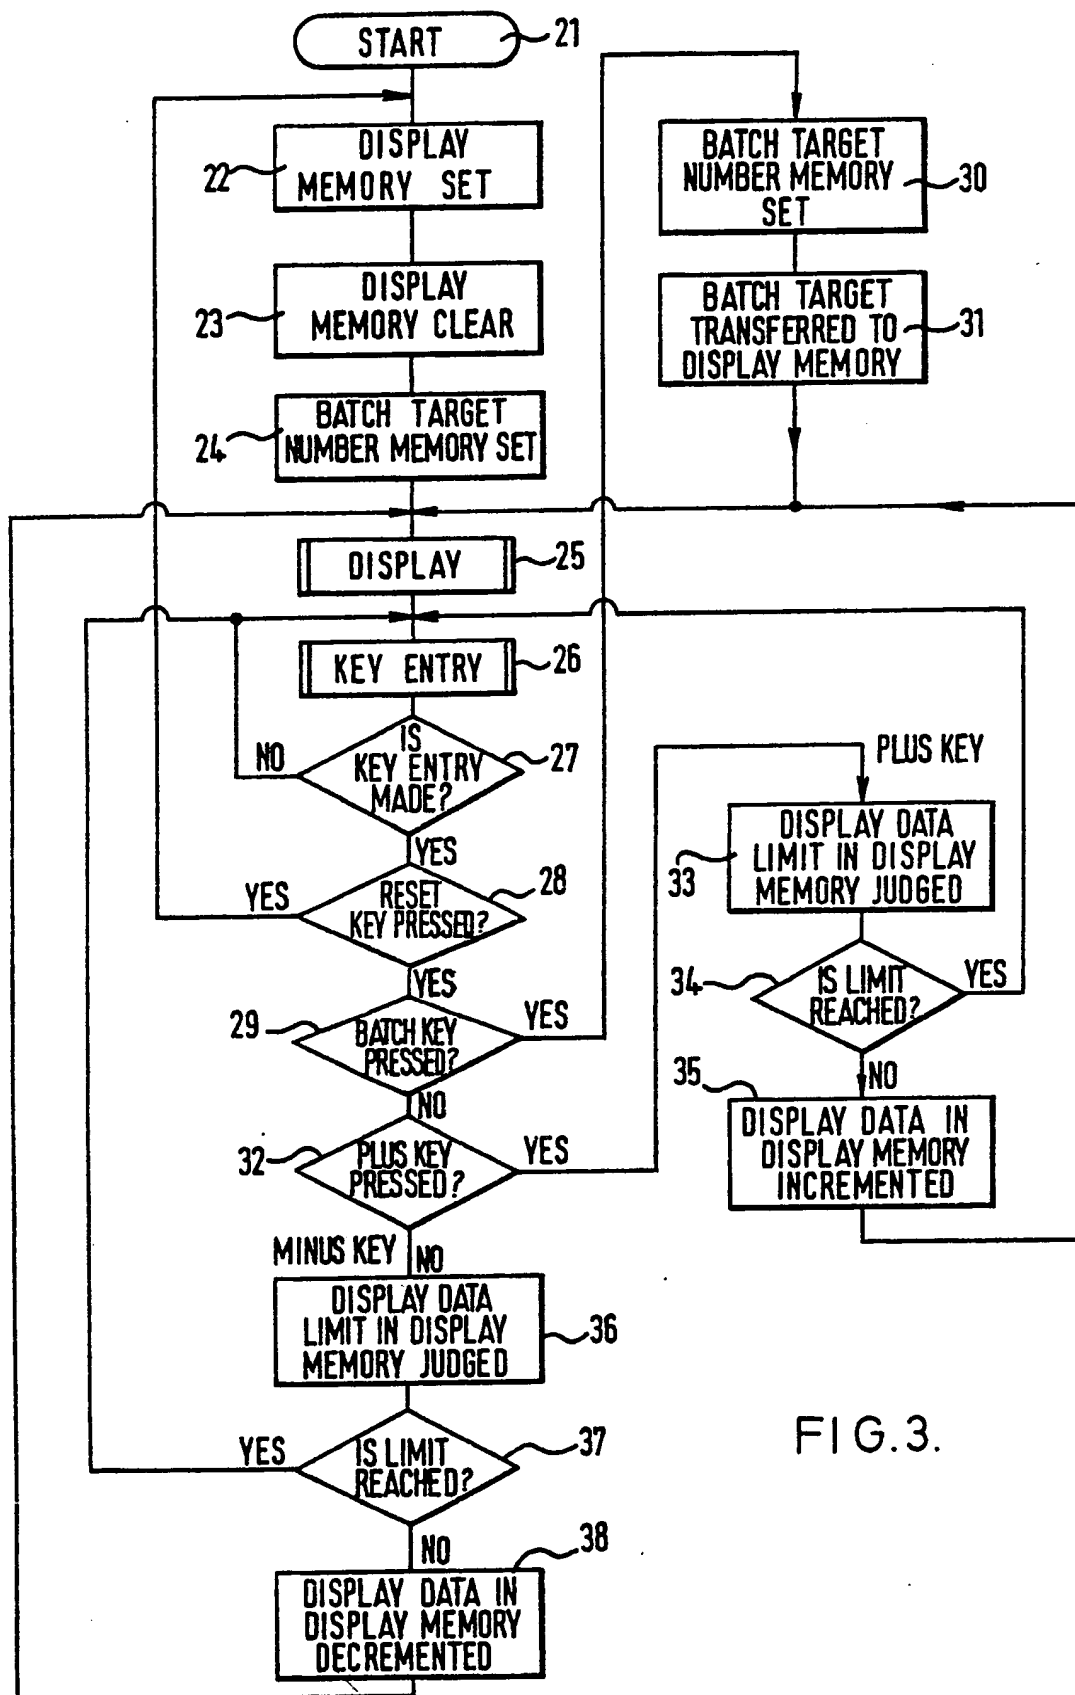 START
21
DISPLAY
MEMORY SET
22
DISPLAY
MEMORY CLEAR
23
BATCH TARGET
NUMBER MEMORY SET
24
BATCH TARGET
NUMBER MEMORY
SET
30
BATCH TARGET
TRANSFERRED TO
DISPLAY MEMORY
31
DISPLAY
25
KEY ENTRY
26
IS
KEY ENTRY
MADE?
27
NO
YES
RESET
KEY PRESSED?
28
YES
YES
BATCH KEY
PRESSED?
29
YES
NO
PLUS KEY
PRESSED?
32
YES
PLUS KEY
DISPLAY DATA
LIMIT IN DISPLAY
MEMORY JUDGED
33
IS LIMIT
REACHED?
34
YES
NO
35
DISPLAY DATA IN
DISPLAY MEMORY
INCREMENTED
MINUS KEY
NO
DISPLAY DATA
LIMIT IN DISPLAY
MEMORY JUDGED
36
IS LIMIT
REACHED?
37
YES
NO
38
DISPLAY DATA IN
DISPLAY MEMORY
DECREMENTED
FIG.3.